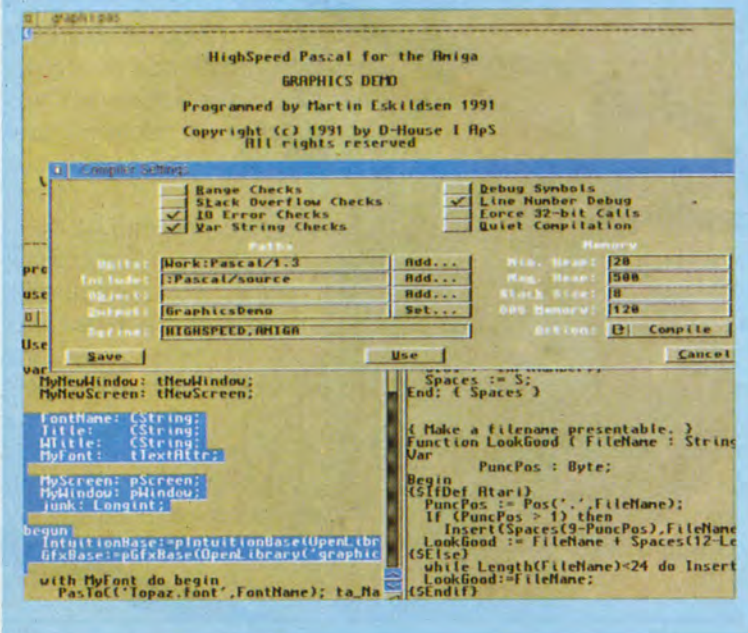 graphi.pas
HighSpeed Pascal for the Amiga
GRAPHICS DEMO
Programmed by Martin Eskildsen 1991
Copyright (c) 1991 by D-House I ApS
All rights reserved
Compiler Settings
Range Checks
Stack Overflow Checks
IO Error Checks
Var String Checks
Debug Symbols
Line Number Debug
Force 32-bit Calls
Quiet Compilation
Paths
Units: Work:Pascal/1.3 Add...
Include: :Pascal/source Add...
Object: Add...
Output: GraphicsDemo Set...
Define: HIGHSPEED,AMIGA
Memory
Min. Heap: 20
Max. Heap: 500
Stack Size: 8
Memory: 120
Action: Compile
Save Use Cancel
var
MyNewWindow: tNewWindow;
MyNewScreen: tNewScreen;
FontName: CString;
Title: CString;
WTitle: CString;
MyFont: tTextAttr;
MyScreen: pScreen;
MyWindow: pWindow;
junk: Longint;
begun
IntuitionBase:=pIntuitionBase(OpenLibr
GfxBase:=pGfxBase(OpenLibrary('graphic
with MyFont do begin
PasToC('Topaz.font',FontName); ta_Na
Spaces := S;
End; { Spaces }
{ Make a filename presentable. }
Function LookGood ( FileName : String
Var
PuncPos : Byte;
Begin
{$IfDef Atari}
PuncPos := Pos('.',FileName);
If (PuncPos > 1) then
Insert(Spaces(9-PuncPos),FileName
LookGood := FileName + Spaces(12-Le
{$Else}
while Length(FileName)<24 do Insert
LookGood:=FileName;
{$Endif}